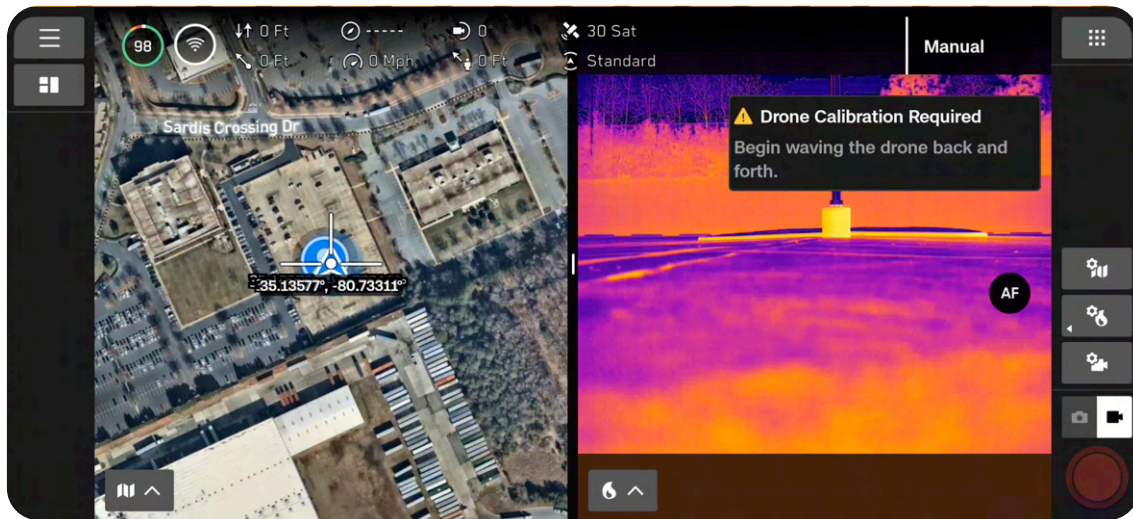 98
0 Ft
-----
0°
30 Sat
0 Ft
0 Mph
0 Ft
Standard
Manual
Sardis Crossing Dr
Drone Calibration Required
Begin waving the drone back and
forth.
35.13577°, -80.73311°
AF